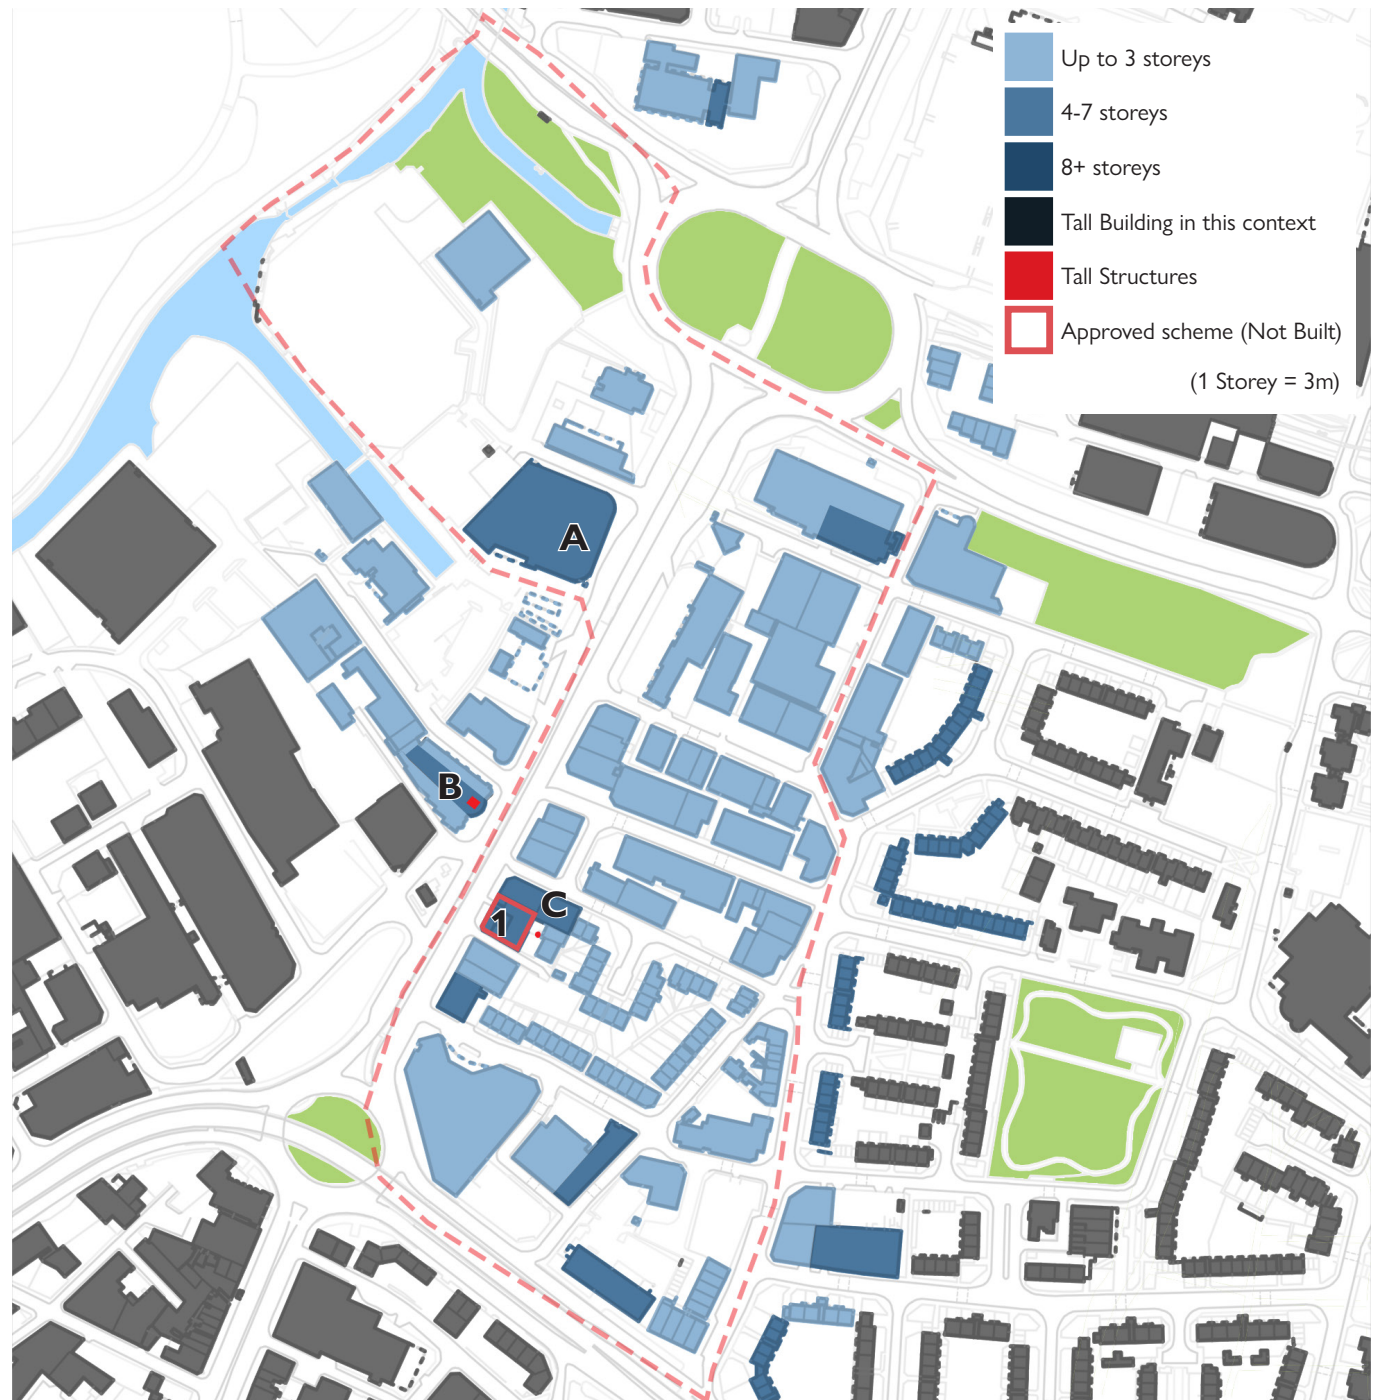 Up to 3 storeys
4-7 storeys
8+ storeys
Tall Building in this context
Tall Structures
Approved scheme (Not Built)
(1 Storey = 3m)
A
B
C
1